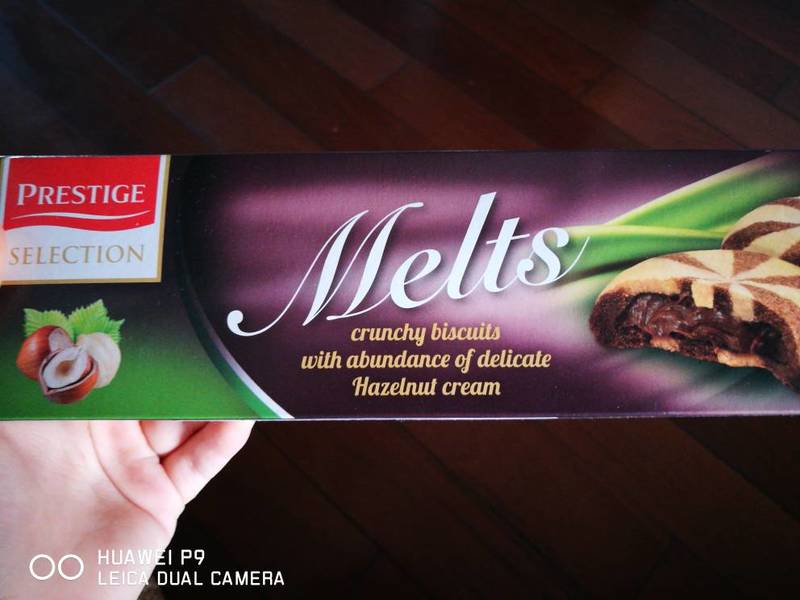 PRESTIGE
SELECTION
Melts
crunchy biscuits
with abundance of delicate
Hazelnut cream
HUAWEI P9
LEICA DUAL CAMERA